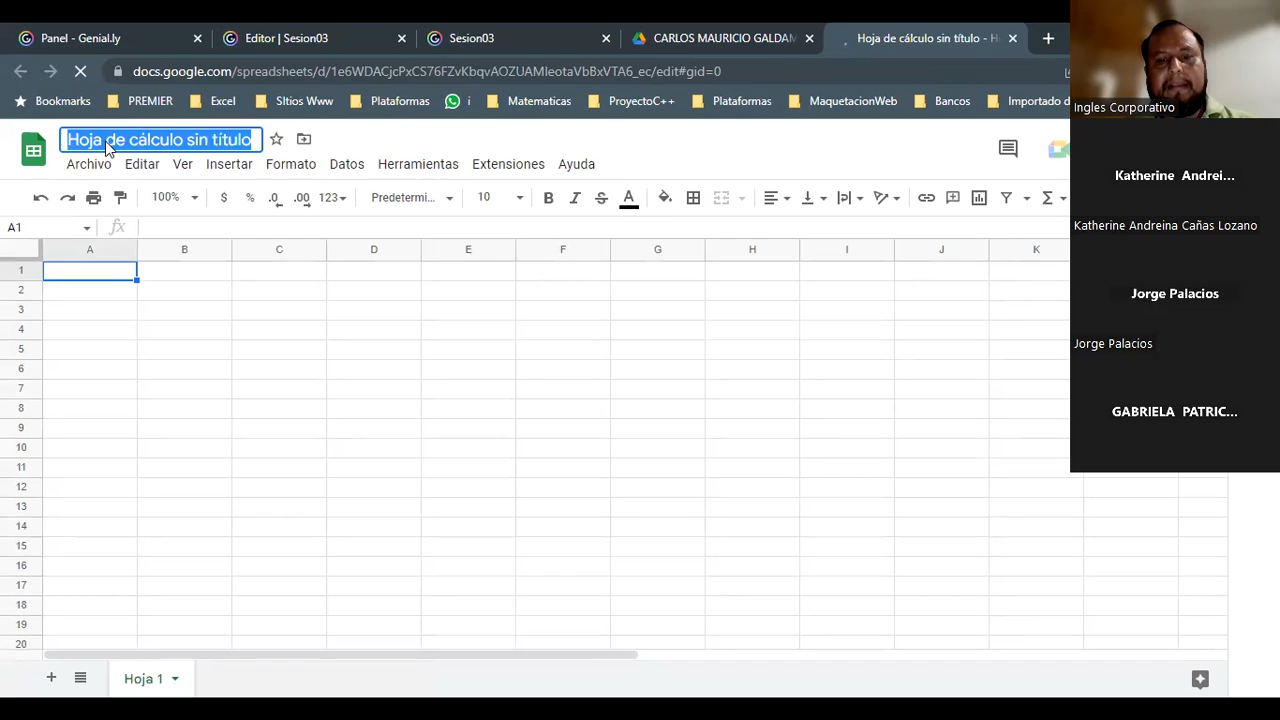 Panel - Genial.ly
Editor | Sesion03
Sesion03
CARLOS MAURICIO GALDAM
Hoja de cálculo sin título - H
docs.google.com/spreadsheets/d/1e6WDACjcPxCS76FZvKbqvAOZUAMleotaVbBxVTA6_ec/edit#gid=0
Bookmarks
PREMIER
Excel
SItios Www
Plataformas
i
Matematicas
ProyectoC++
Plataformas
MaquetacionWeb
Bancos
Importado d
Hoja de cálculo sin título
Archivo Editar Ver Insertar Formato Datos Herramientas Extensiones Ayuda
100% $ % .0 .00 123 Predetermi... 10 B I S A Σ
A1 fx
A B C D E F G H I J K
1
2
3
4
5
6
7
8
9
10
11
12
13
14
15
16
17
18
19
20
Hoja 1
Ingles Corporativo
Katherine Andrei...
Katherine Andreina Cañas Lozano
Jorge Palacios
Jorge Palacios
GABRIELA PATRIC...